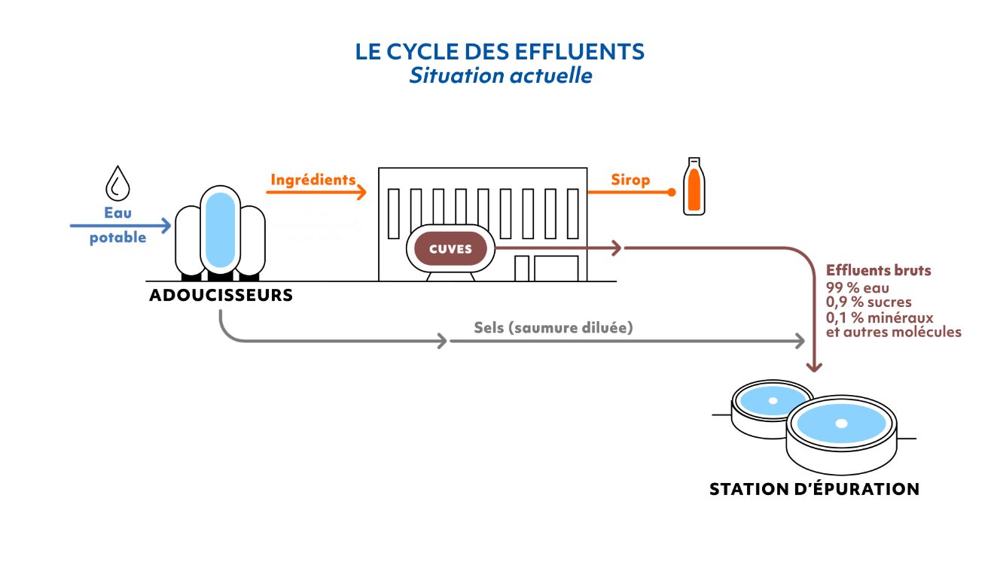 LE CYCLE DES EFFLUENTS
Situation actuelle
Ingrédients
Sirop
Eau
potable
CUVES
ADOUCISSEURS
Effluents bruts
99 % eau
0,9 % sucres
0,1 % minéraux
et autres molécules
Sels (saumure diluée)
STATION D’ÉPURATION